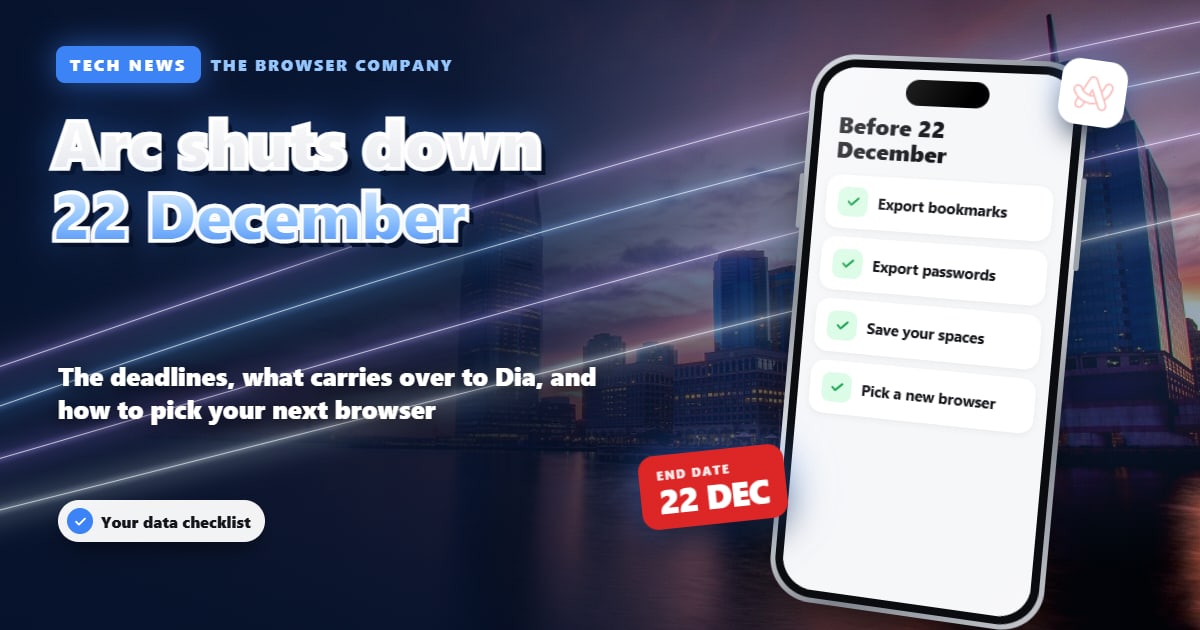 TECH NEWS THE BROWSER COMPANY
Arc shuts down
22 December
The deadlines, what carries over to Dia, and
how to pick your next browser
Your data checklist
Before 22
December
Export bookmarks
Export passwords
Save your spaces
Pick a new browser
END DATE
22 DEC